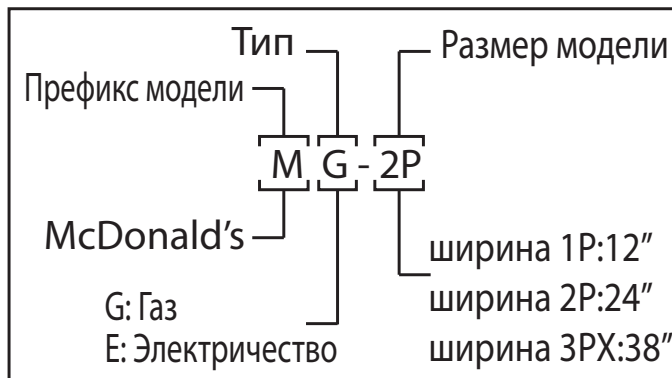 Тип
Размер модели
Префикс модели
M G - 2P
McDonald’s
ширина 1P:12”
G: Газ
ширина 2P:24”
E: Электричество
ширина 3PX:38”